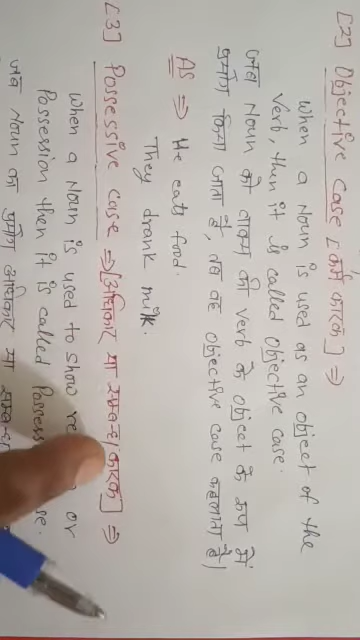 [2] Objective Case [कर्म कारक] ⇒
When a Noun is used as an object of the
Verb, then it is called Objective case.
जब Noun को वाक्य की verb के object के रूप में
प्रयोग किया जाता है, तब वह objective case कहलाता है।
AS ⇒ He eats food.
They drank milk.
[3] Possessive case ⇒ [अधिकार या सम्बन्ध कारक] ⇒
When a Noun is used to show or
Possession then it is called
जब Noun का प्रयोग अधिकार या